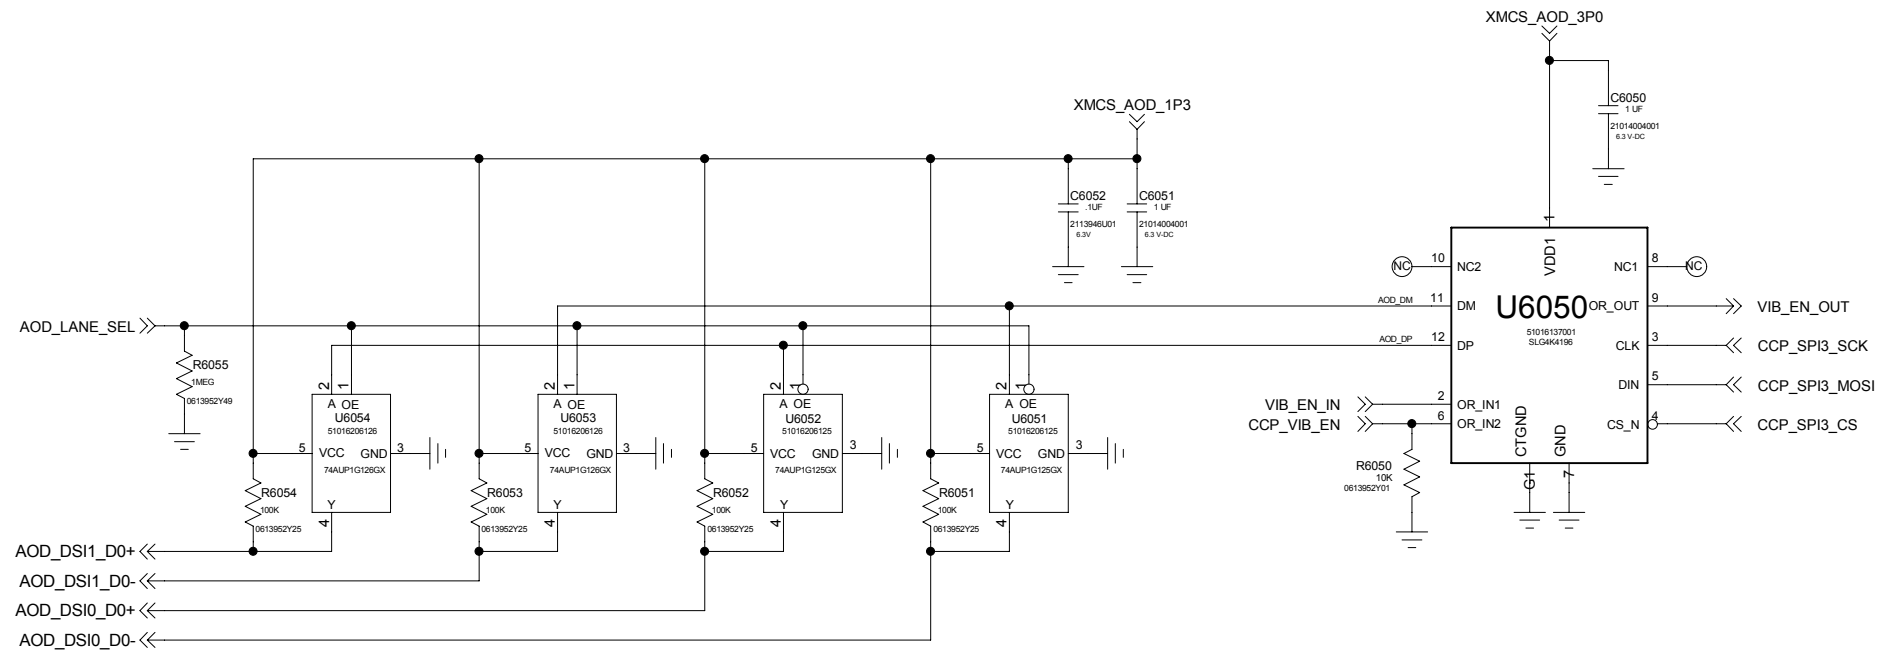 XMCS_AOD_3P0
C6050
1 UF
21014004001
6.3 V-DC
XMCS_AOD_1P3
C6052
.1UF
2113946U01
6.3V
C6051
1 UF
21014004001
6.3 V-DC
1
VDD1
NC 10 NC2
NC1 8 NC
AOD_DM 11 DM
U6050
51016137001
SLG4K4196
OR_OUT 9 VIB_EN_OUT
AOD_DP 12 DP
CLK 3 CCP_SPI3_SCK
DIN 5 CCP_SPI3_MOSI
VIB_EN_IN 2 OR_IN1
CCP_VIB_EN 6 OR_IN2
CS_N 4 CCP_SPI3_CS
CTGND
GND
G1
7
R6050
10K
0613952Y01
AOD_LANE_SEL
R6055
1MEG
0613952Y49
2 1
A OE
U6054
51016206126
5 VCC GND 3
74AUP1G126GX
Y
4
R6054
100K
0613952Y25
2 1
A OE
U6053
51016206126
5 VCC GND 3
74AUP1G126GX
Y
4
R6053
100K
0613952Y25
2 1
A OE
U6052
51016206125
5 VCC GND 3
74AUP1G125GX
Y
4
R6052
100K
0613952Y25
2 1
A OE
U6051
51016206125
5 VCC GND 3
74AUP1G125GX
Y
4
R6051
100K
0613952Y25
AOD_DSI1_D0+
AOD_DSI1_D0-
AOD_DSI0_D0+
AOD_DSI0_D0-